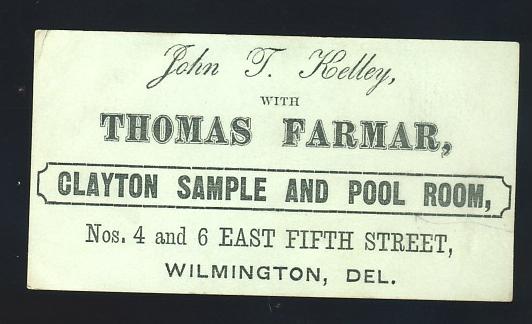 John T. Kelley,
WITH
THOMAS FARMAR,
CLAYTON SAMPLE AND POOL ROOM,
Nos. 4 and 6 EAST FIFTH STREET,
WILMINGTON, DEL.